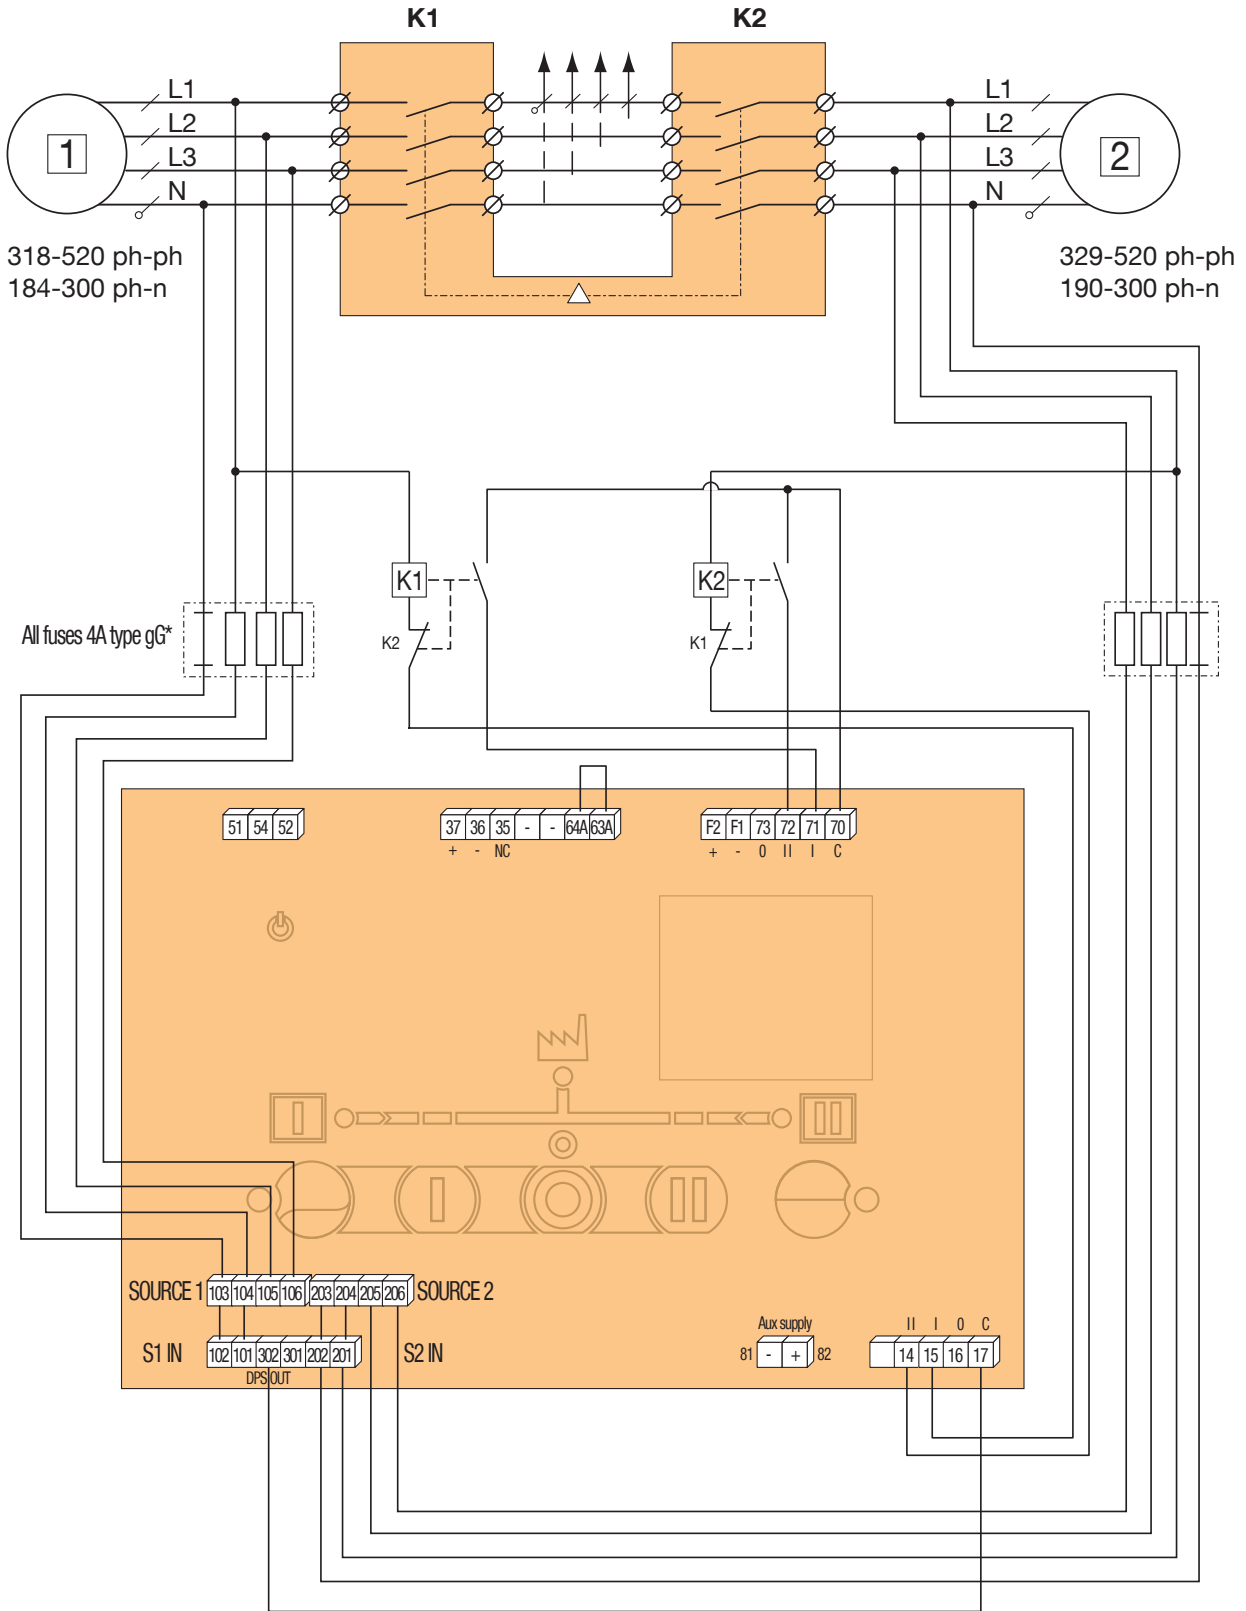 K1 K2
L1 L1
L2 L2
1 2
L3 L3
N N
318-520 ph-ph 329-520 ph-ph
184-300 ph-n 190-300 ph-n
K1 K2
K2 K1
All fuses 4A type gG*
51 54 52 37 36 35 - - 64A 63A F2 F1 73 72 71 70
+ - NC + - 0 II I C
SOURCE 1 103 104 105 106 203 204 205 206 SOURCE 2
Aux supply II I 0 C
S1 IN 102 101 302 301 202 201 S2 IN 81 - + 82 14 15 16 17
DPS OUT